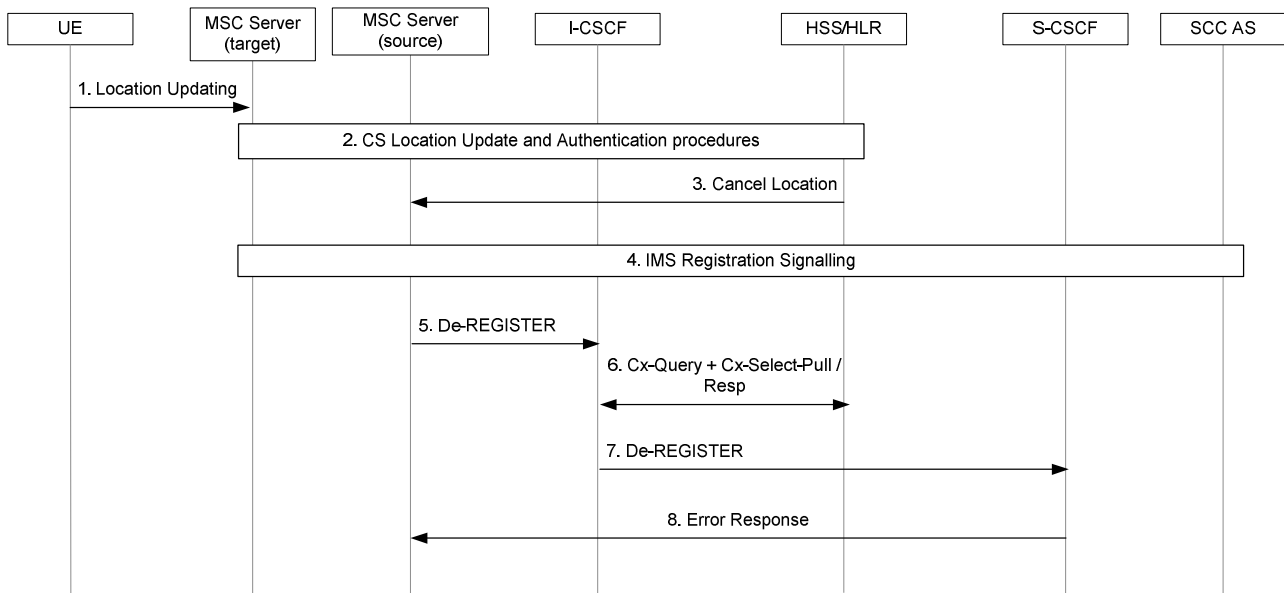 UE
MSC Server
(target)
MSC Server
(source)
I-CSCF
HSS/HLR
S-CSCF
SCC AS
1. Location Updating
2. CS Location Update and Authentication procedures
3. Cancel Location
4. IMS Registration Signalling
5. De-REGISTER
6. Cx-Query + Cx-Select-Pull /
Resp
7. De-REGISTER
8. Error Response